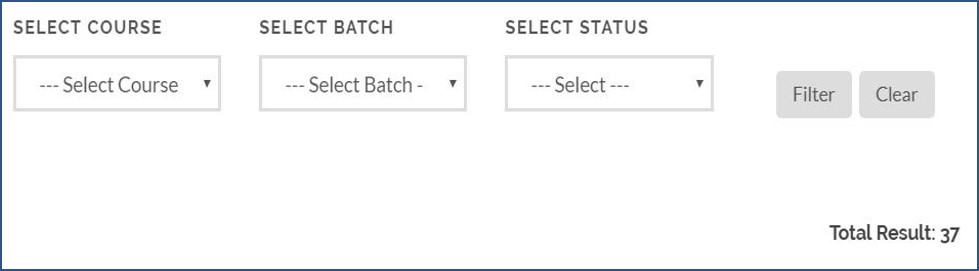 SELECT COURSE SELECT BATCH SELECT STATUS
--- Select Course --- Select Batch - --- Select ---
Filter Clear
Total Result: 37